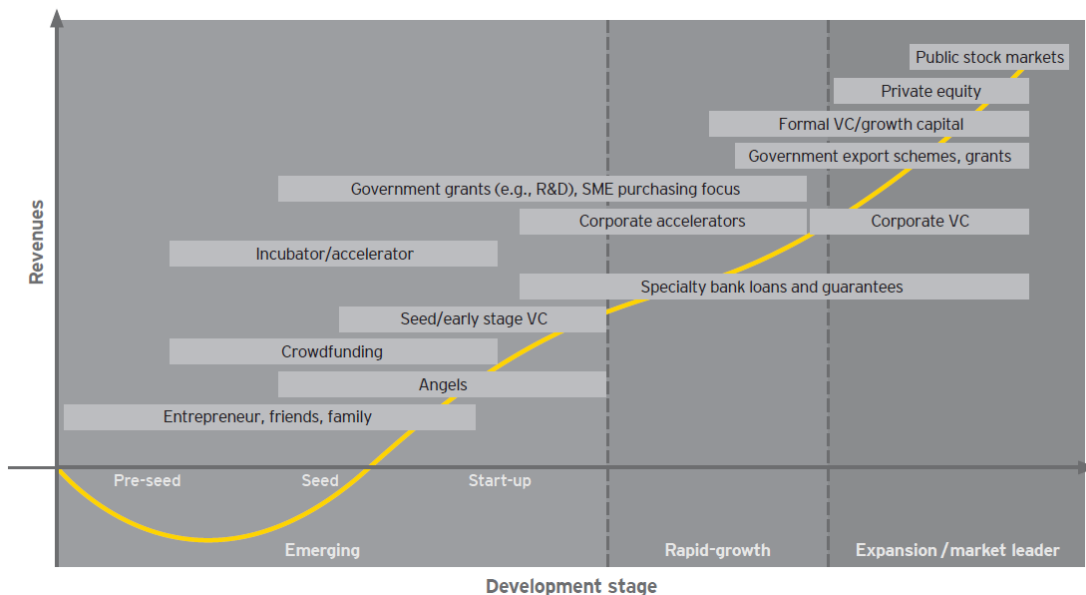 Public stock markets
Private equity
Formal VC/growth capital
Government export schemes, grants
Government grants (e.g., R&D), SME purchasing focus
Corporate accelerators
Corporate VC
Incubator/accelerator
Specialty bank loans and guarantees
Seed/early stage VC
Crowdfunding
Angels
Entrepreneur, friends, family
Revenues
Pre-seed
Seed
Start-up
Emerging
Rapid-growth
Expansion / market leader
Development stage